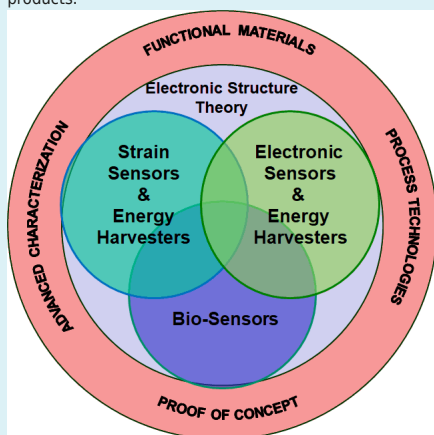 products.
FUNCTIONAL MATERIALS
Electronic Structure
Theory
Strain
Sensors
&
Energy
Harvesters
Electronic
Sensors
&
Energy
Harvesters
Bio-Sensors
ADVANCED CHARACTERIZATION
PROCESS TECHNOLOGIES
PROOF OF CONCEPT